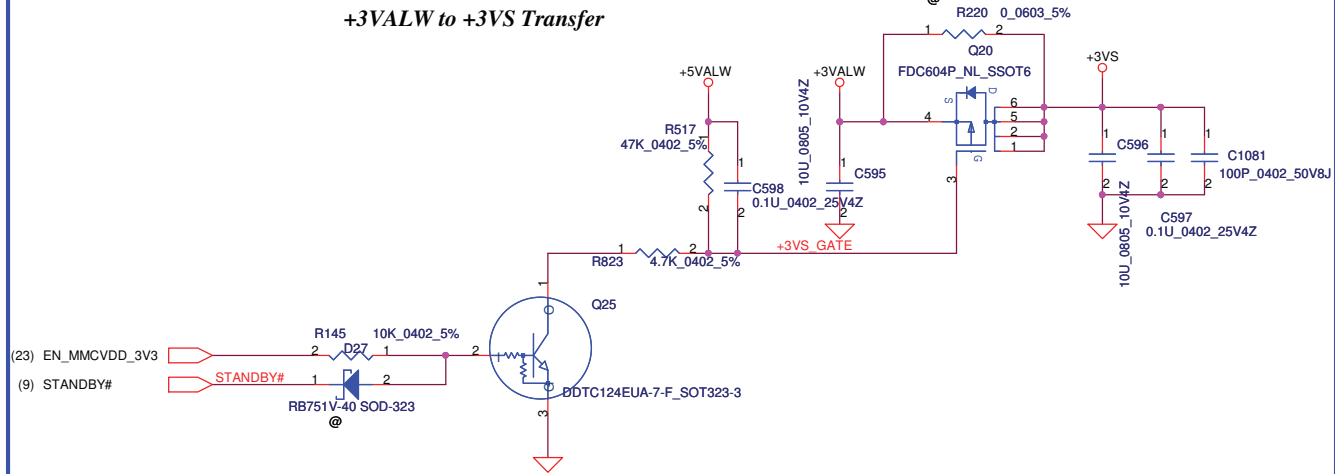 +3VALW to +3VS Transfer
@
R220 0_0603_5%
1 2
Q20
FDC604P_NL_SSOT6
+5VALW
+3VALW
+3VS
S
D
G
4
6
5
2
1
3
R517
47K_0402_5%
1
2
1
C598
0.1U_0402_25V4Z
2
10U_0805_10V4Z
1
C595
2
1
C596
2
10U_0805_10V4Z
1
2
C597
0.1U_0402_25V4Z
1
C1081
100P_0402_50V8J
2
+3VS_GATE
1 2
R823 4.7K_0402_5%
1
Q25
R145 10K_0402_5%
(23) EN_MMCVDD_3V3
2 1
2
D27
(9) STANDBY#
STANDBY#
1 2
RB751V-40 SOD-323
@
DDTC124EUA-7-F_SOT323-3
3